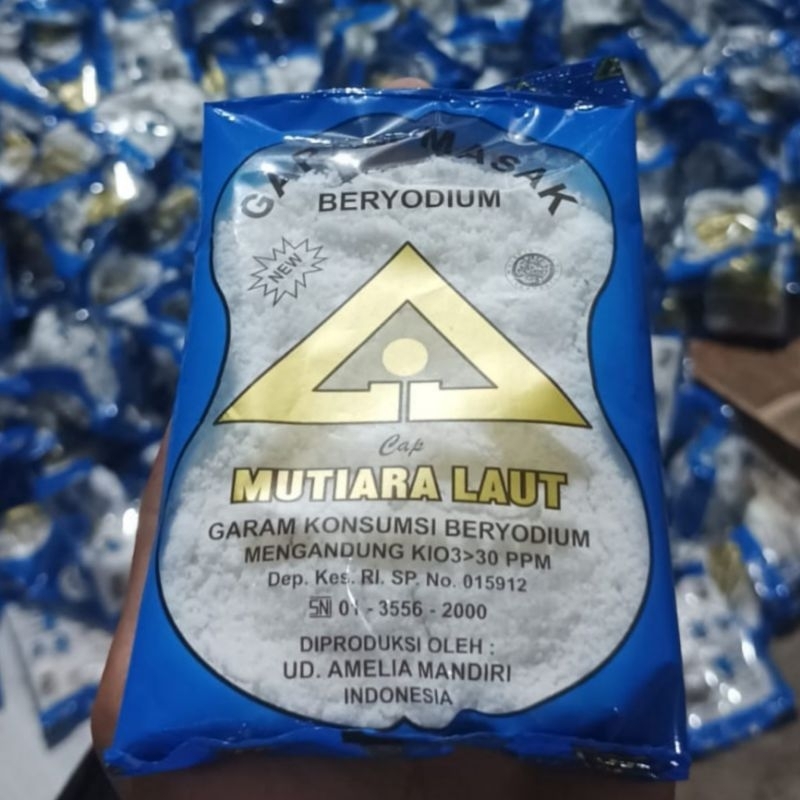 MASAK
BERYODIUM
NEW
Cap
MUTIARA LAUT
GARAM KONSUMSI BERYODIUM
MENGANDUNG KIO3>30 PPM
Dep. Kes. RI. SP. No. 015912
SNI 01 - 3556 - 2000
DIPRODUKSI OLEH :
UD. AMELIA MANDIRI
INDONESIA